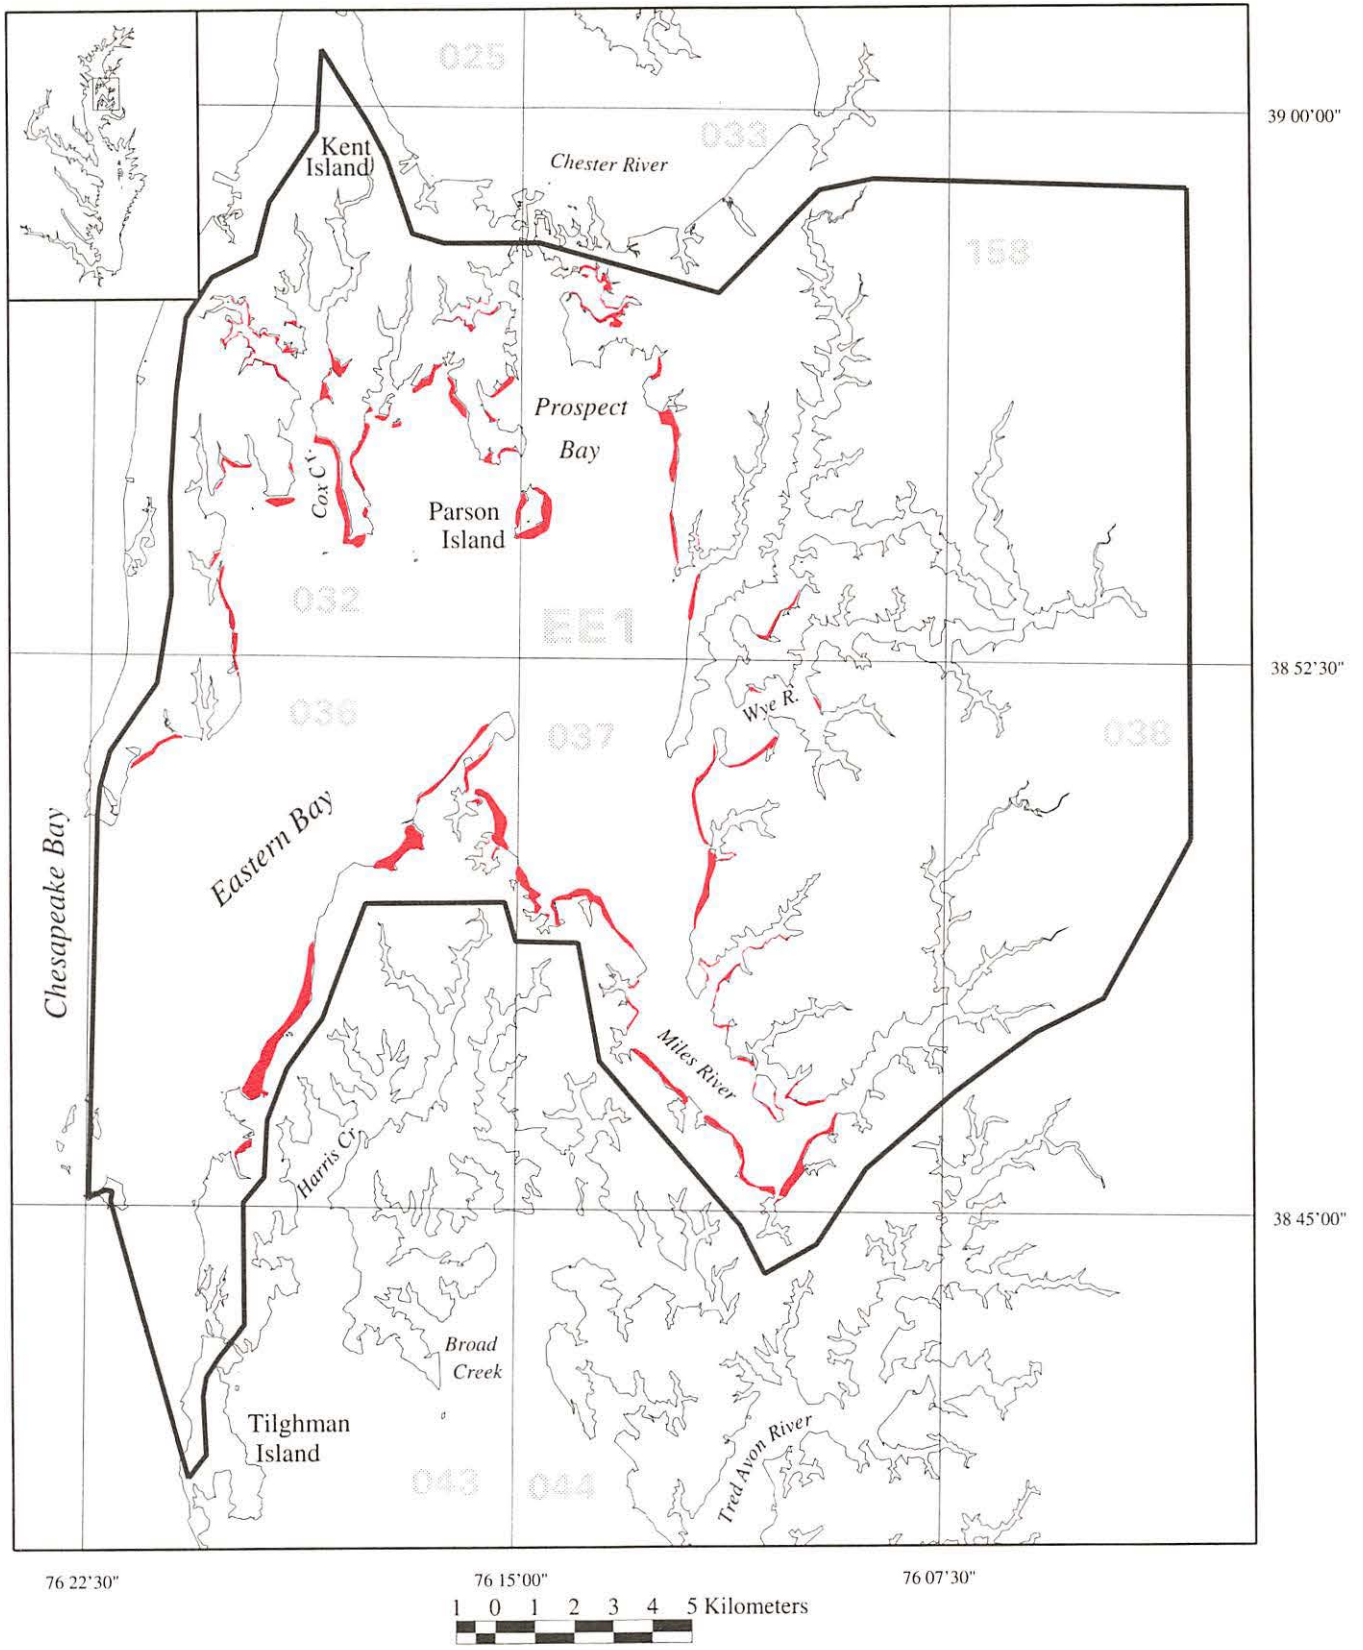 025
39 00'00"
033
Kent
Island
Chester River
158
Prospect
Bay
Cox Cr.
Parson
Island
032
EE1
38 52'30"
036
037
Wye R.
038
Eastern Bay
Chesapeake Bay
Miles River
Harris Cr.
38 45'00"
Broad
Creek
Tilghman
Island
Tred Avon River
043
044
76 22'30"
76 15'00"
76 07'30"
1 0 1 2 3 4 5 Kilometers